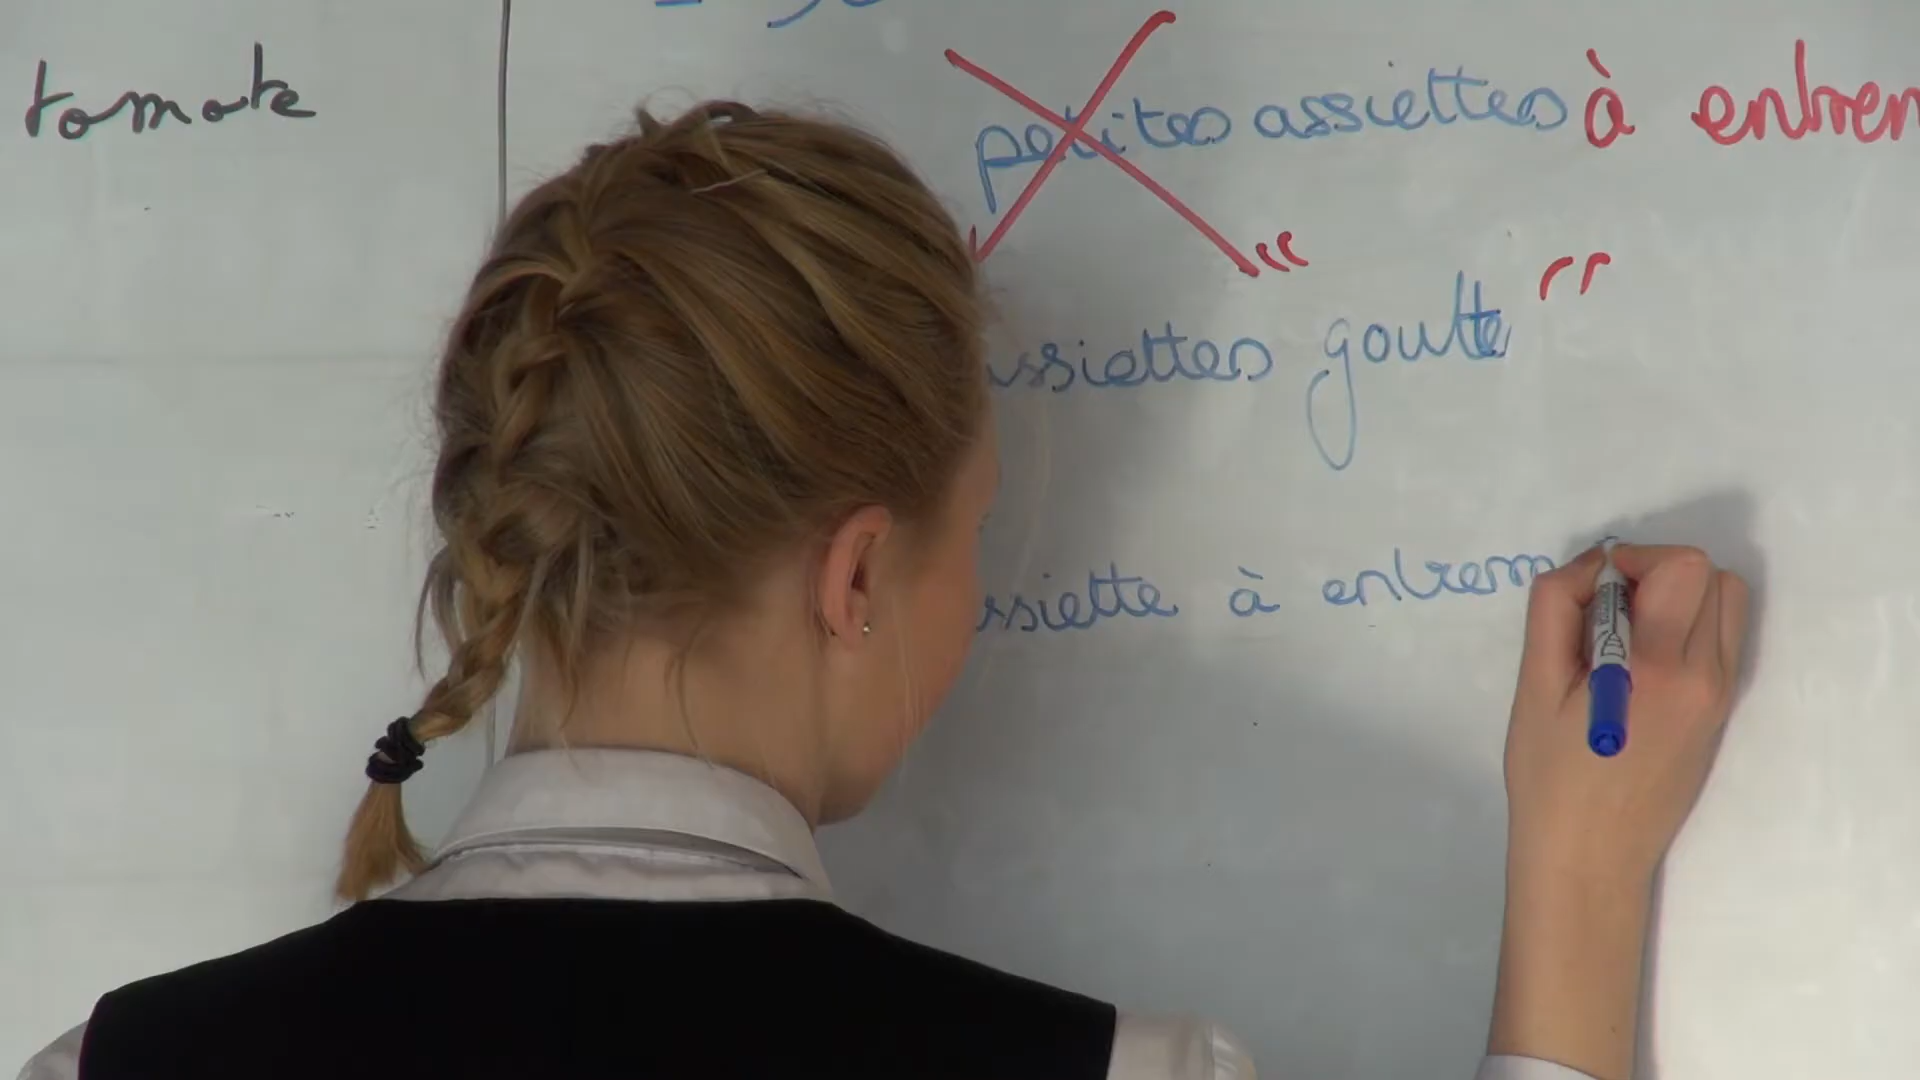 tomate
petites assiettes à entrem
" assiettes goutte "
assiette à entrem